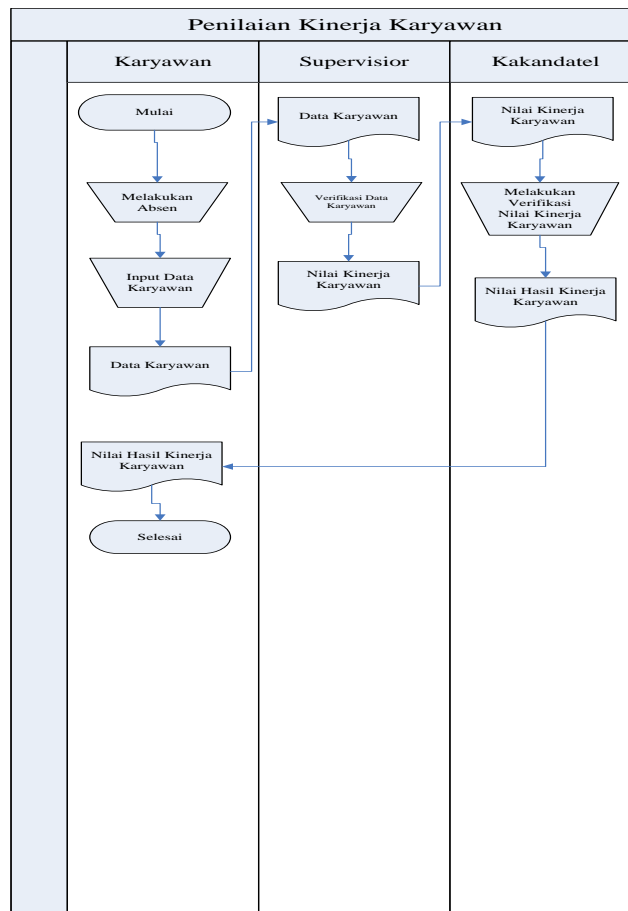 Penilaian Kinerja Karyawan
Karyawan
Supervisior
Kakandatel
Mulai
Melakukan
Absen
Input Data
Karyawan
Data Karyawan
Data Karyawan
Verifikasi Data
Karyawan
Nilai Kinerja
Karyawan
Nilai Kinerja
Karyawan
Melakukan
Verifikasi
Nilai Kinerja
Karyawan
Nilai Hasil Kinerja
Karyawan
Nilai Hasil Kinerja
Karyawan
Selesai